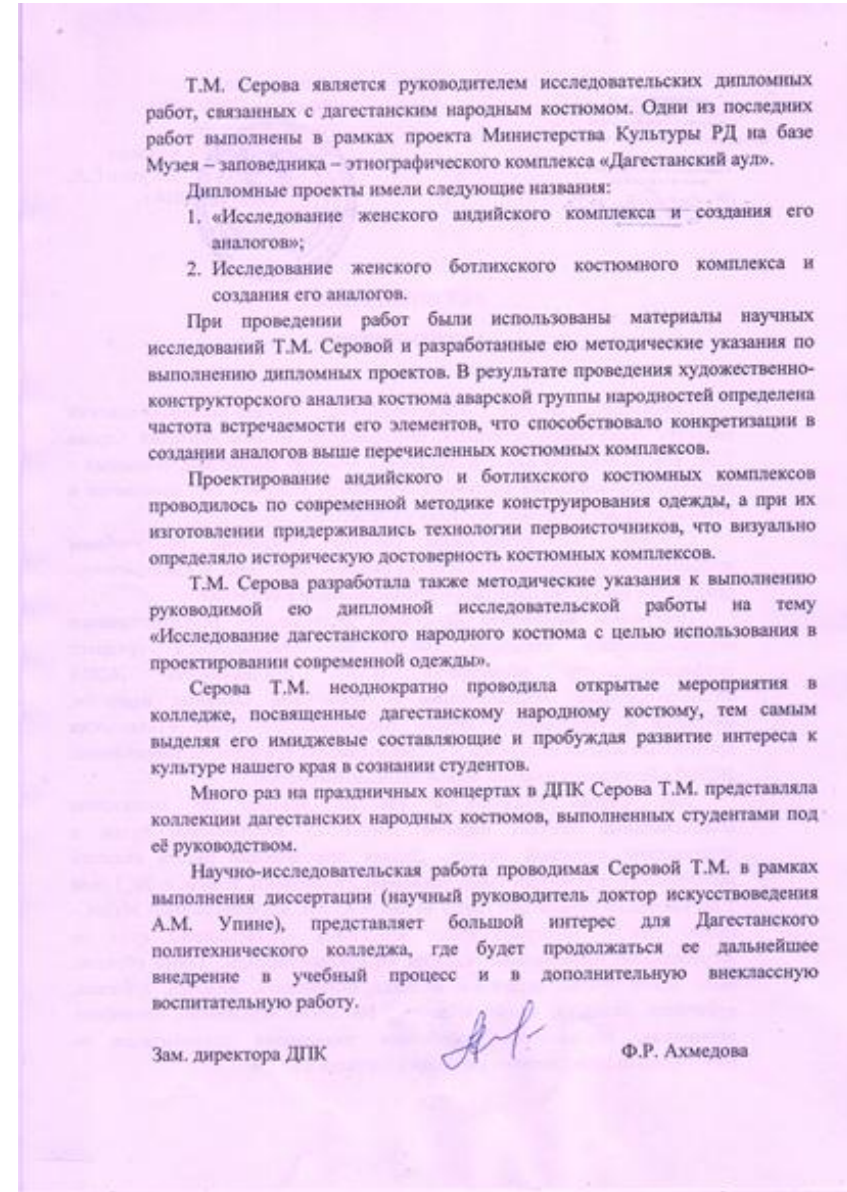 Т.М. Серова является руководителем исследовательских дипломных
работ, связанных с дагестанским народным костюмом. Одни из последних
работ выполнены в рамках проекта Министерства Культуры РД на базе
Музея – заповедника – этнографического комплекса «Дагестанский аул».
Дипломные проекты имели следующие названия:
1. «Исследование женского андийского комплекса и создания его
аналогов»;
2. Исследование женского ботлихского костюмного комплекса и
создания его аналогов.
При проведении работ были использованы материалы научных
исследований Т.М. Серовой и разработанные ею методические указания по
выполнению дипломных проектов. В результате проведения художественно-
конструкторского анализа костюма аварской группы народностей определена
частота встречаемости его элементов, что способствовало конкретизации в
создании аналогов выше перечисленных костюмных комплексов.
Проектирование андийского и ботлихского костюмных комплексов
проводилось по современной методике конструирования одежды, а при их
изготовлении придерживались технологии первоисточников, что визуально
определяло историческую достоверность костюмных комплексов.
Т.М. Серова разработала также методические указания к выполнению
руководимой ею дипломной исследовательской работы на тему
«Исследование дагестанского народного костюма с целью использования в
проектировании современной одежды».
Серова Т.М. неоднократно проводила открытые мероприятия в
колледже, посвященные дагестанскому народному костюму, тем самым
выделяя его имиджевые составляющие и пробуждая развитие интереса к
культуре нашего края в сознании студентов.
Много раз на праздничных концертах в ДПК Серова Т.М. представляла
коллекции дагестанских народных костюмов, выполненных студентами под
её руководством.
Научно-исследовательская работа проводимая Серовой Т.М. в рамках
выполнения диссертации (научный руководитель доктор искусствоведения
А.М. Упине), представляет большой интерес для Дагестанского
политехнического колледжа, где будет продолжаться ее дальнейшее
внедрение в учебный процесс и в дополнительную внеклассную
воспитательную работу.
Зам. директора ДПК Ф.Р. Ахмедова